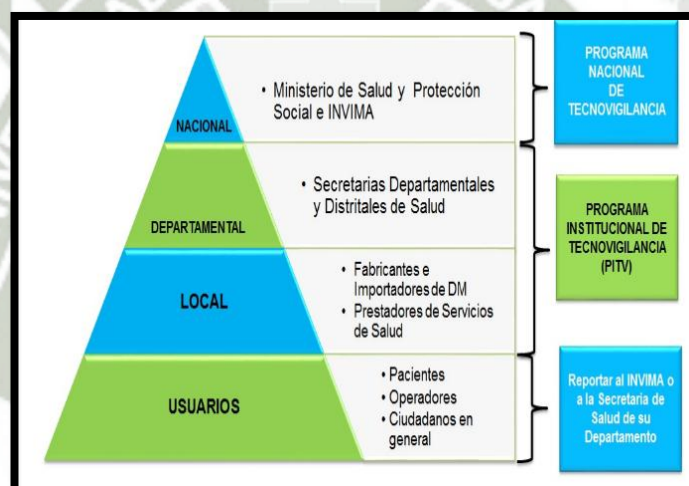 NACIONAL
• Ministerio de Salud y Protección
Social e INVIMA
PROGRAMA
NACIONAL
DE
TECNOVIGILANCIA
DEPARTAMENTAL
• Secretarias Departamentales
y Distritales de Salud
PROGRAMA
INSTITUCIONAL DE
TECNOVIGILANCIA
(PITV)
LOCAL
• Fabricantes e
Importadores de DM
• Prestadores de Servicios
de Salud
USUARIOS
• Pacientes
• Operadores
• Ciudadanos en
general
Reportar al INVIMA o
a la Secretaria de
Salud de su
Departamento